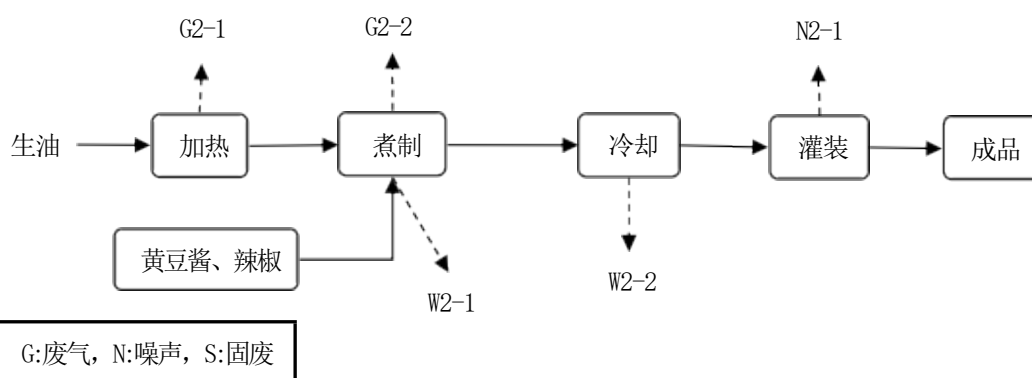 G2-1
G2-2
N2-1
生油
加热
煮制
冷却
灌装
成品
黄豆酱、辣椒
W2-1
W2-2
G:废气，N:噪声，S:固废